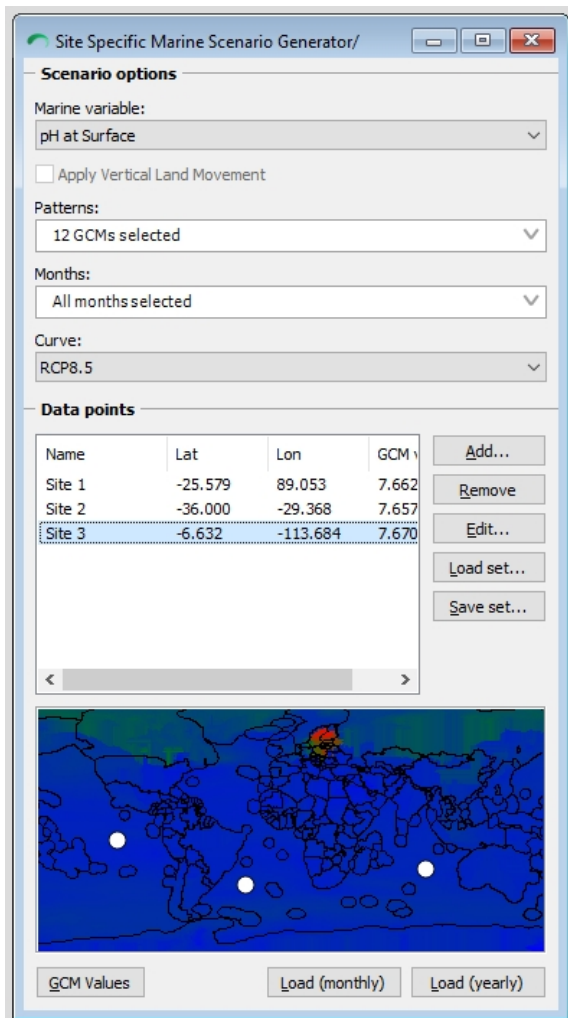 Site Specific Marine Scenario Generator/
Scenario options
Marine variable:
pH at Surface
Apply Vertical Land Movement
Patterns:
12 GCMs selected
Months:
All months selected
Curve:
RCP8.5
Data points
Name Lat Lon GCM
Site 1 -25.579 89.053 7.662
Site 2 -36.000 -29.368 7.657
Site 3 -6.632 -113.684 7.670
Add...
Remove
Edit...
Load set...
Save set...
GCM Values Load (monthly) Load (yearly)